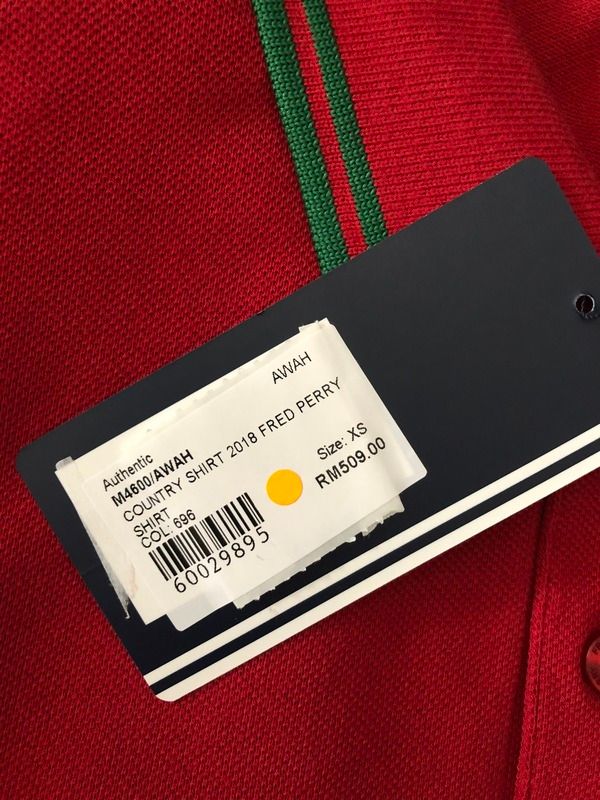 AWAH
Authentic
M4600/AWAH
COUNTRY SHIRT 2018 FRED PERRY
SHIRT
Size: XS
COL: 696
RM509.00
60029895